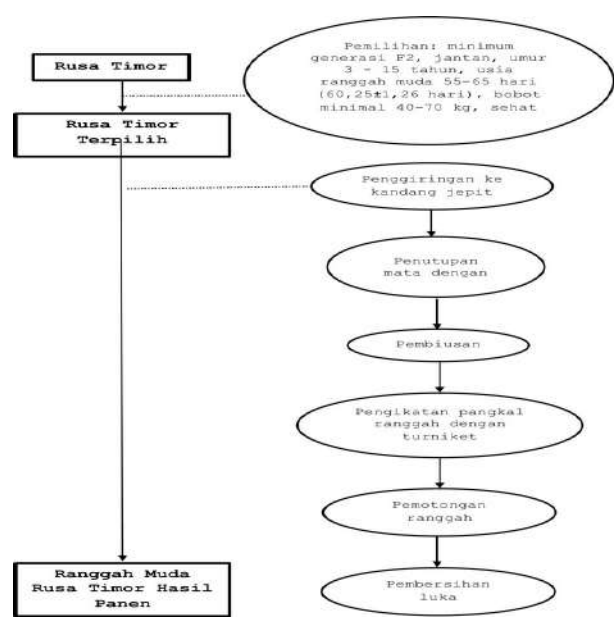 Rusa Timor
Pemilihan: minimum
generasi F2, jantan, umur
3 - 15 tahun, usia
ranggah muda 55-65 hari
(60,25±1,26 hari), bobot
minimal 40-70 kg, sehat
Rusa Timor
Terpilih
Penggiringan ke
kandang jepit
Penutupan
mata dengan
Pembiusan
Pengikatan pangkal
ranggah dengan
turniket
Pemotongan
ranggah
Ranggah Muda
Rusa Timor Hasil
Panen
Pembersihan
luka